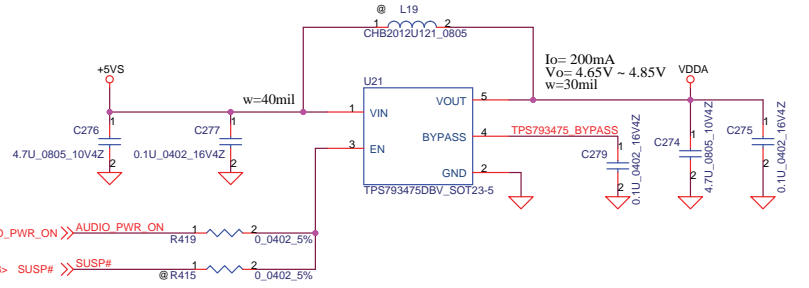 @ L19
1 2
CHB2012U121_0805
Io= 200mA
Vo= 4.65V ~ 4.85V
w=30mil
+5VS
U21
VDDA
w=40mil
1 VIN
VOUT 5
C276
1
2
4.7U_0805_10V4Z
C277
1
2
0.1U_0402_16V4Z
3 EN
BYPASS 4
TPS793475_BYPASS
GND 2
TPS793475DBV_SOT23-5
C279
1
2
0.1U_0402_16V4Z
C274
1
2
4.7U_0805_10V4Z
C275
1
2
0.1U_0402_16V4Z
O_PWR_ON AUDIO_PWR_ON
1 2
R419 0_0402_5%
> SUSP# SUSP#
1 2
@ R415 0_0402_5%